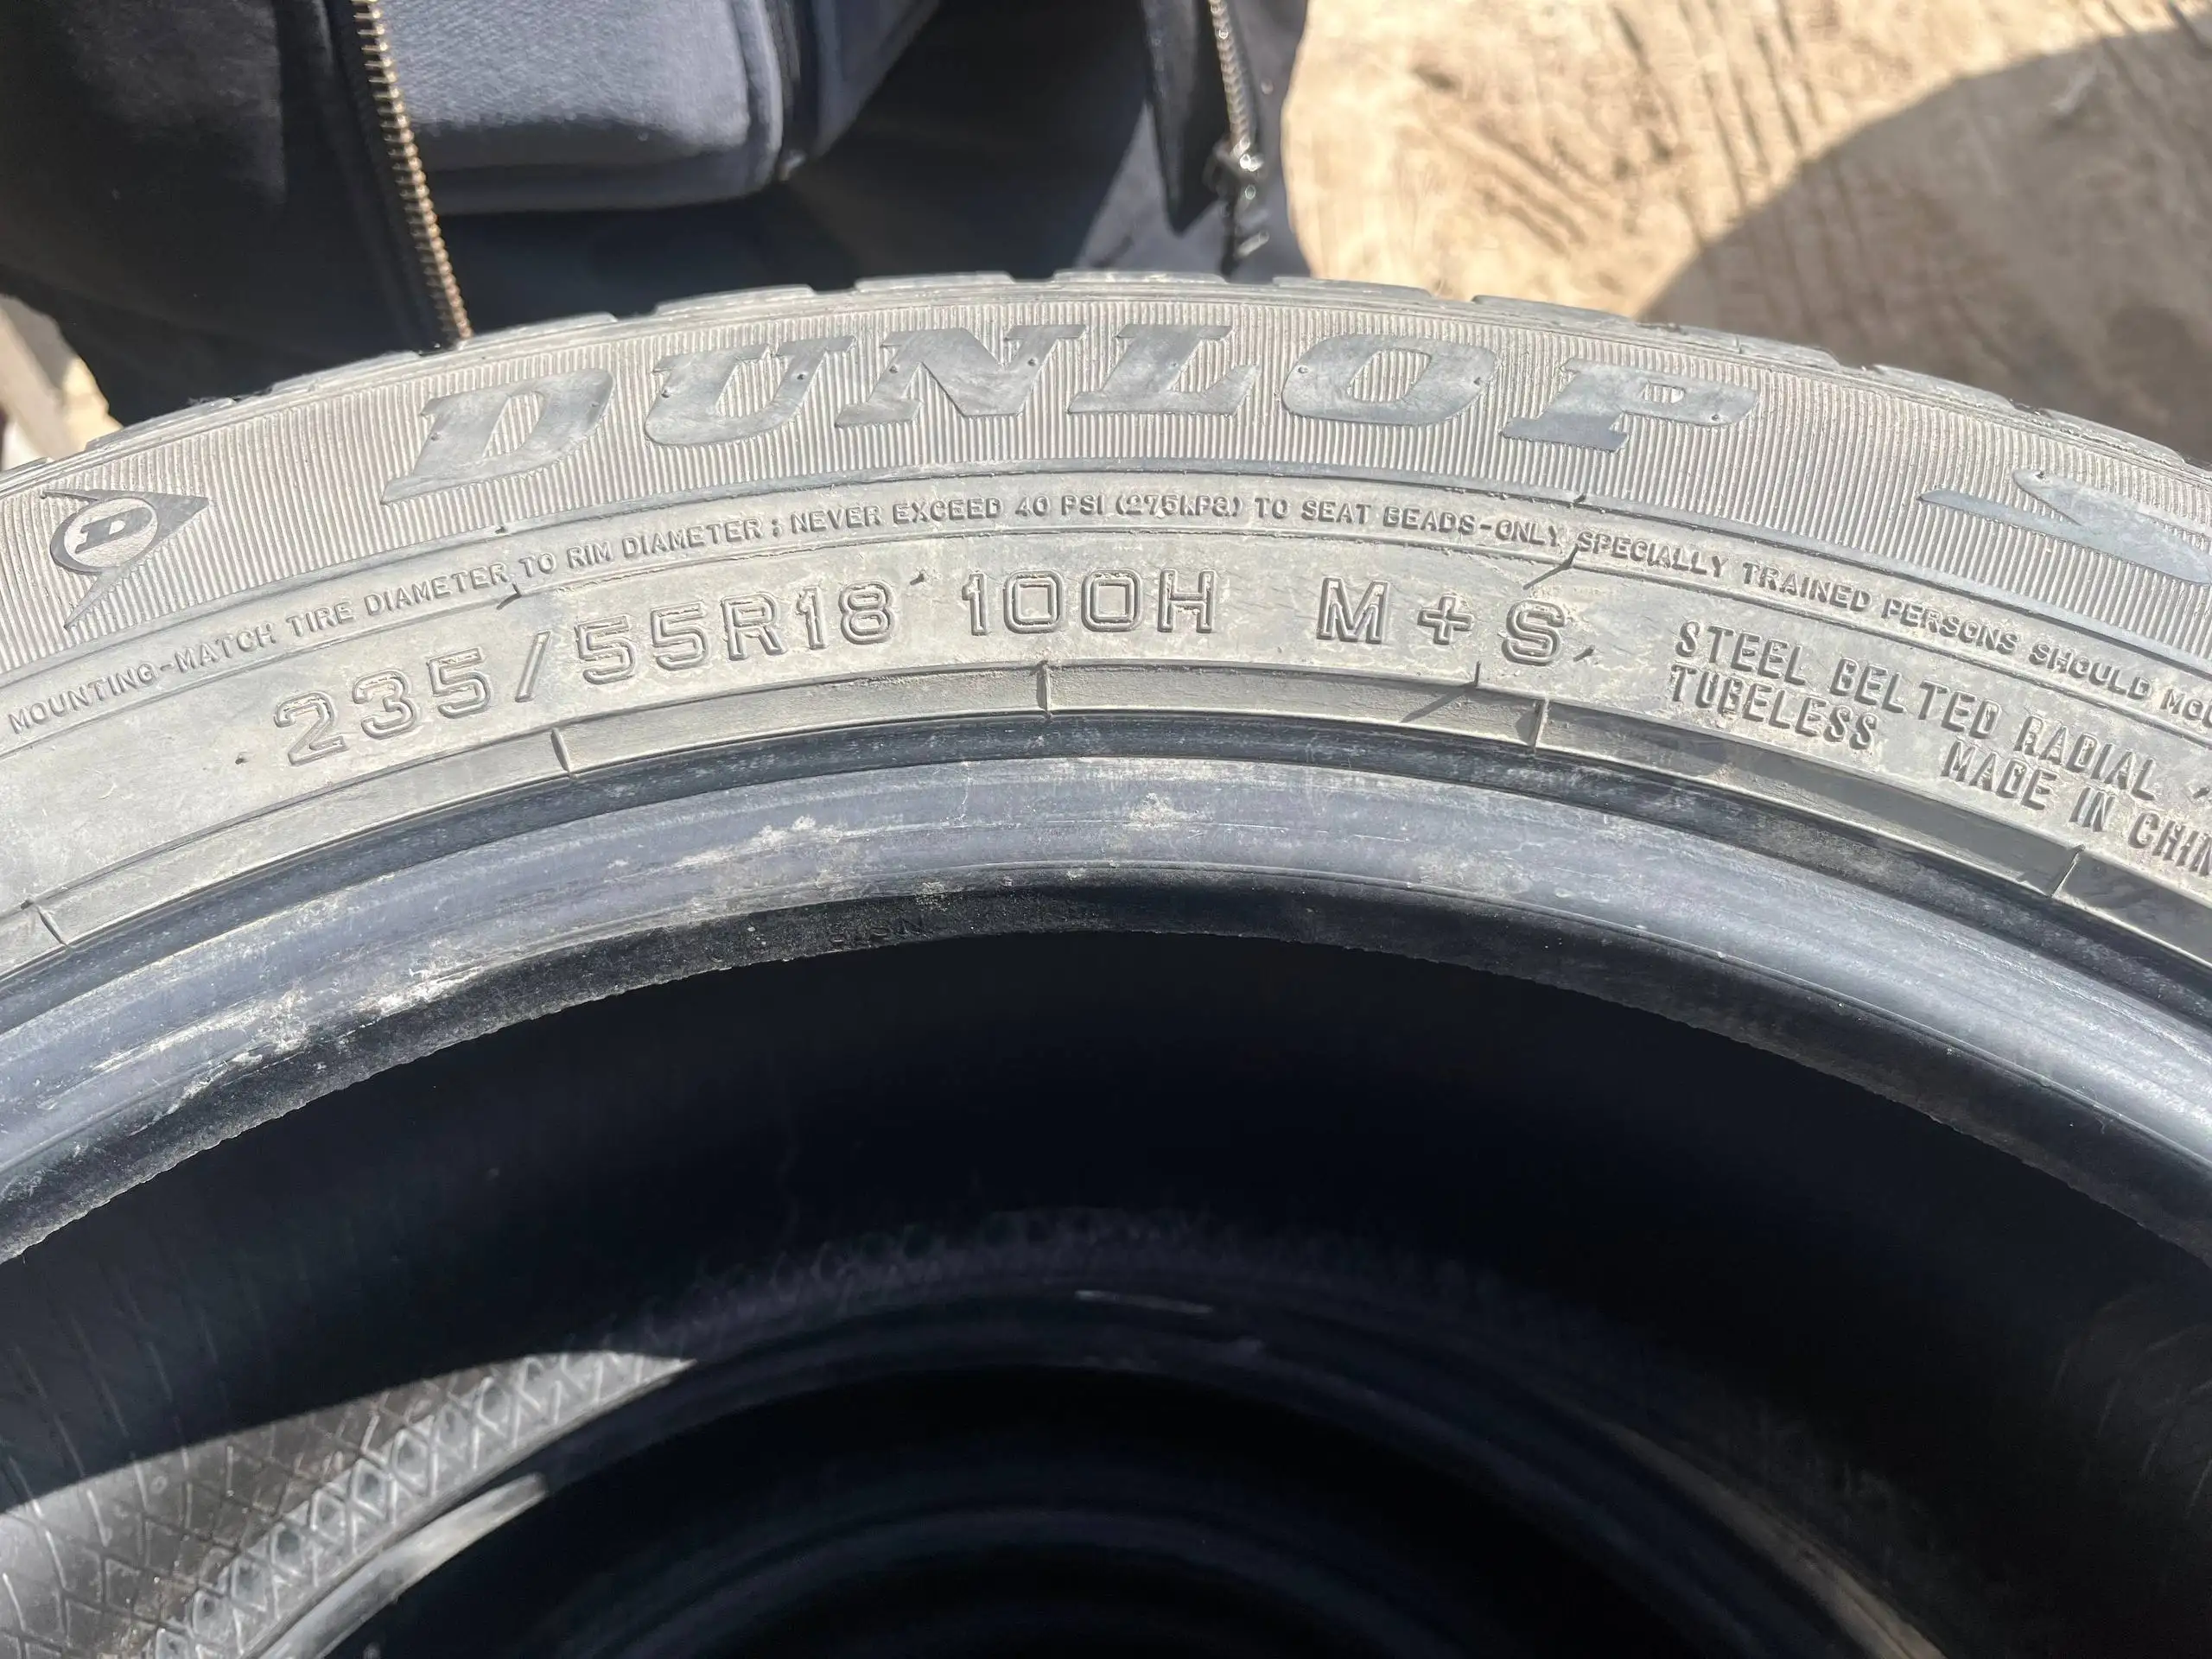 DUNLOP
D
MOUNTING-MATCH TIRE DIAMETER TO RIM DIAMETER ; NEVER EXCEED 40 PSI (275kPa) TO SEAT BEADS-ONLY SPECIALLY TRAINED PERSONS SHOULD
235/55R18 100H M+S
STEEL BELTED RADIAL
TUBELESS MADE IN